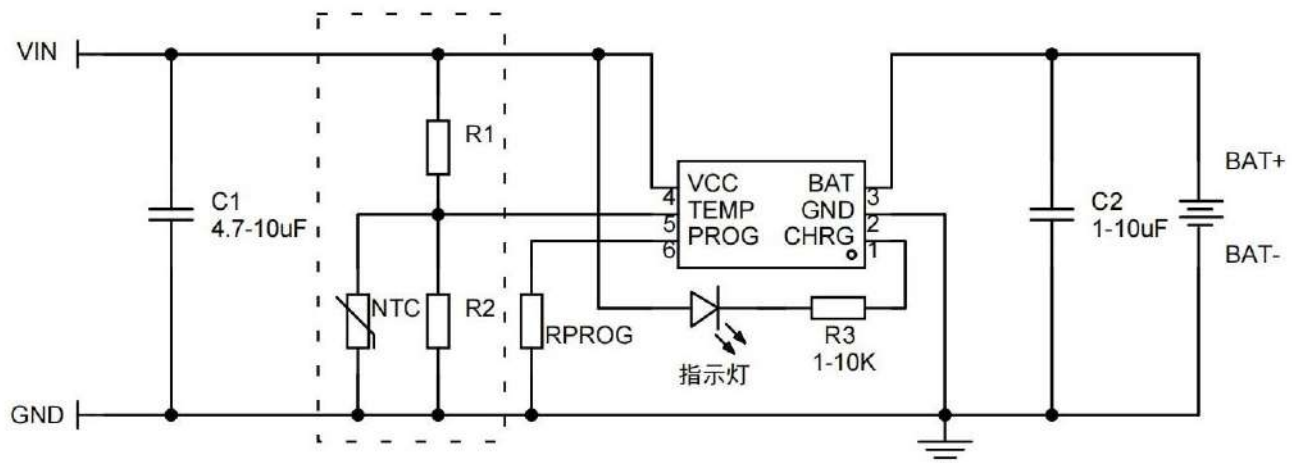 VIN
R1
C1
4.7-10uF
4
VCC
BAT
3
5
TEMP
GND
2
6
PROG
CHRG
1
C2
1-10uF
BAT+
BAT-
NTC
R2
RPROG
R3
1-10K
指示灯
GND